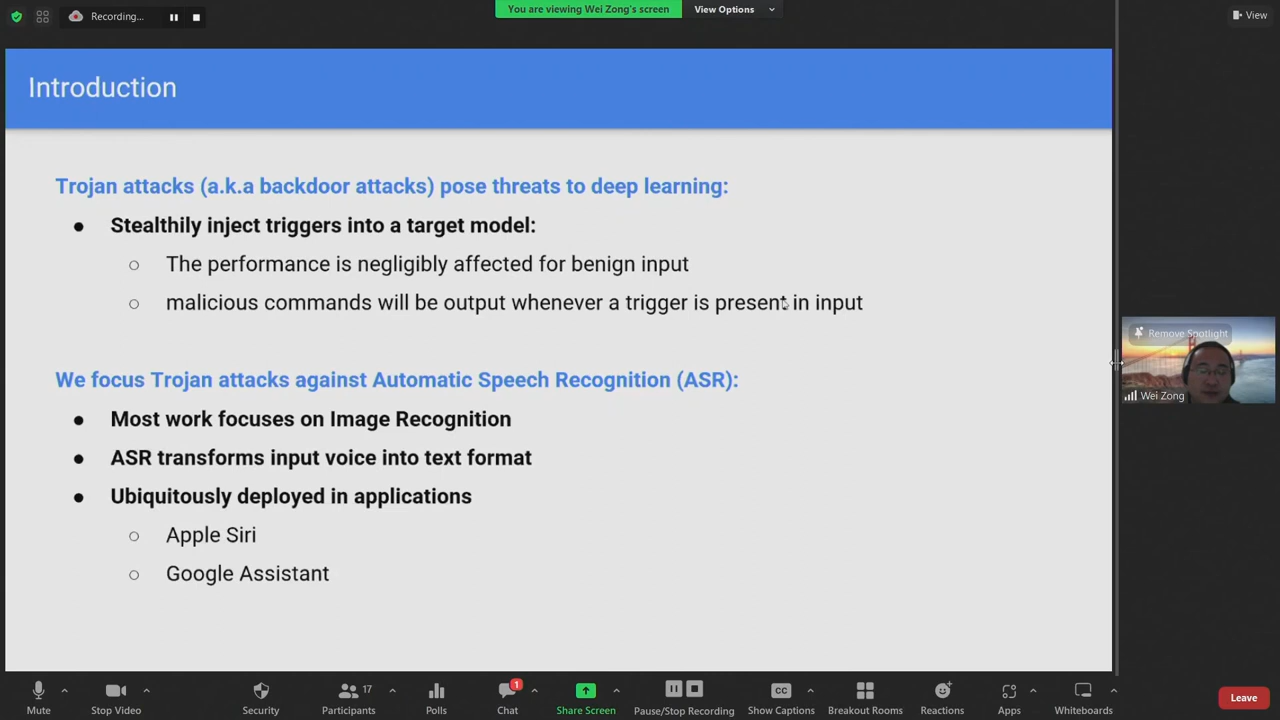 Recording...
You are viewing Wei Zong's screen
View Options
View
Introduction
Trojan attacks (a.k.a backdoor attacks) pose threats to deep learning:
● Stealthily inject triggers into a target model:
○ The performance is negligibly affected for benign input
○ malicious commands will be output whenever a trigger is present in input
We focus Trojan attacks against Automatic Speech Recognition (ASR):
● Most work focuses on Image Recognition
● ASR transforms input voice into text format
● Ubiquitously deployed in applications
○ Apple Siri
○ Google Assistant
Remove Spotlight
Wei Zong
Mute
Stop Video
Security
Participants
17
Polls
Chat
1
Share Screen
Pause/Stop Recording
CC
Show Captions
Breakout Rooms
Reactions
Apps
Whiteboards
Leave